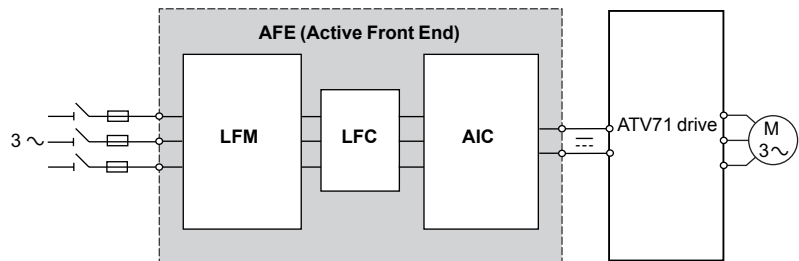 AFE (Active Front End)
LFM
LFC
AIC
ATV71 drive
3 ~
M
3 ~